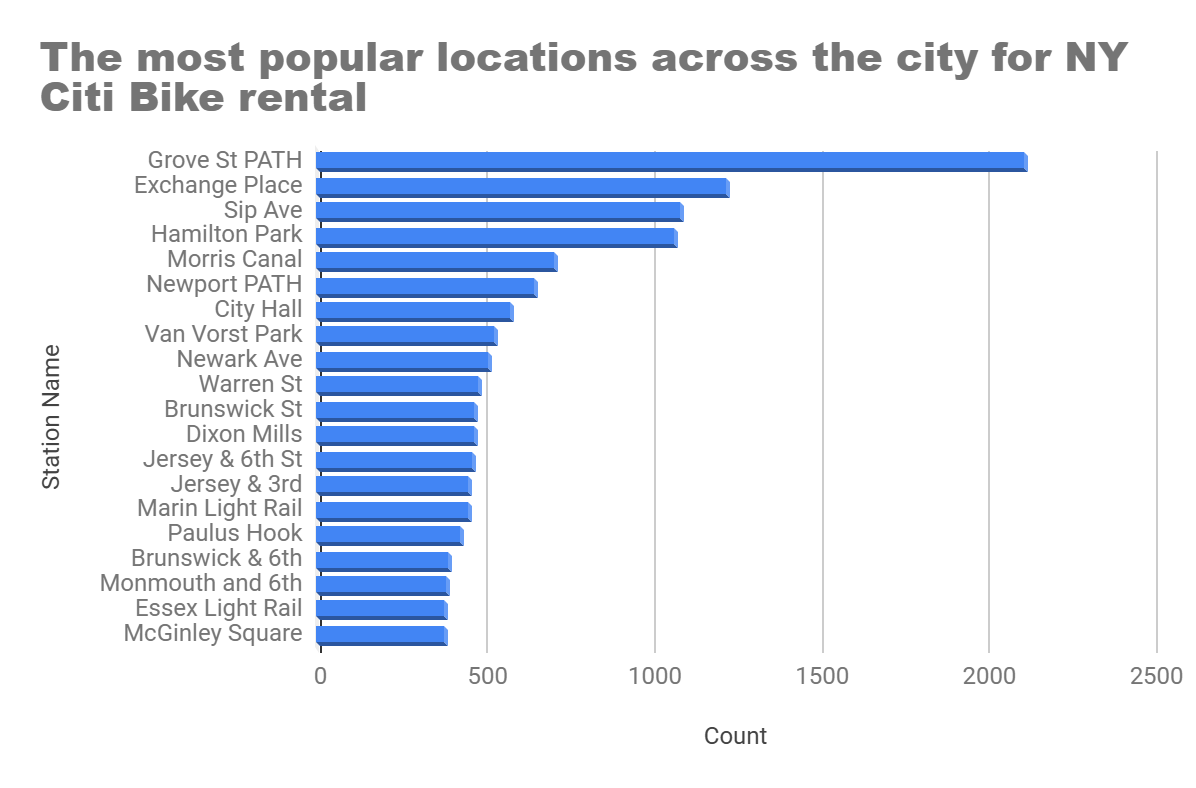 The most popular locations across the city for NY
Citi Bike rental
Station Name
Grove St PATH
Exchange Place
Sip Ave
Hamilton Park
Morris Canal
Newport PATH
City Hall
Van Vorst Park
Newark Ave
Warren St
Brunswick St
Dixon Mills
Jersey & 6th St
Jersey & 3rd
Marin Light Rail
Paulus Hook
Brunswick & 6th
Monmouth and 6th
Essex Light Rail
McGinley Square
0 500 1000 1500 2000 2500
Count